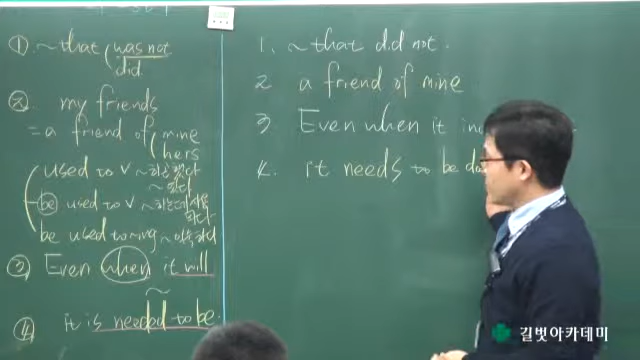 ① ~that (was not
did
② my friends
= a friend of (mine
hers
used to V ~하곤했다
~했다
be used to V ~하는데 사용
하다
be used to ing ~익숙하다
③ Even when it will
④ it is needed to be.
1. ~that did not.
2 a friend of mine
3 Even when it
4. it needs to be
길벗아카데미